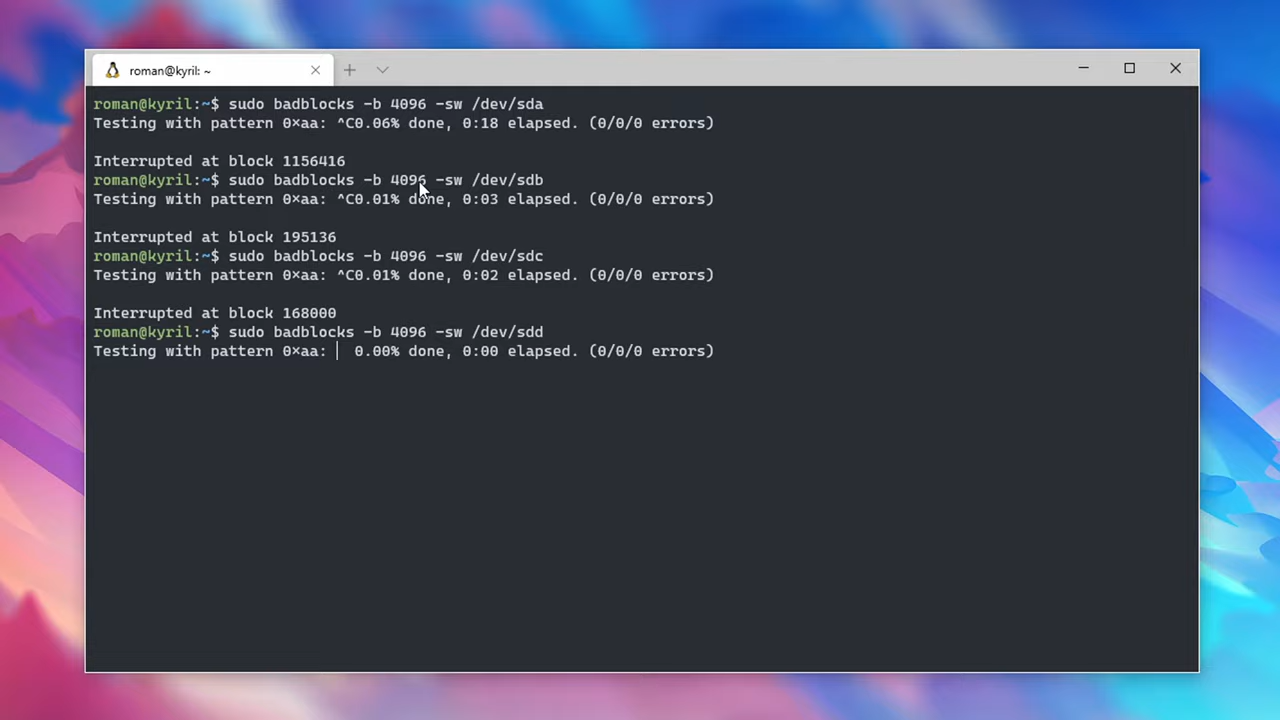 roman@kyril: ~
roman@kyril:~$ sudo badblocks -b 4096 -sw /dev/sda
Testing with pattern 0xaa: ^C0.06% done, 0:18 elapsed. (0/0/0 errors)
Interrupted at block 1156416
roman@kyril:~$ sudo badblocks -b 4096 -sw /dev/sdb
Testing with pattern 0xaa: ^C0.01% done, 0:03 elapsed. (0/0/0 errors)
Interrupted at block 195136
roman@kyril:~$ sudo badblocks -b 4096 -sw /dev/sdc
Testing with pattern 0xaa: ^C0.01% done, 0:02 elapsed. (0/0/0 errors)
Interrupted at block 168000
roman@kyril:~$ sudo badblocks -b 4096 -sw /dev/sdd
Testing with pattern 0xaa:   0.00% done, 0:00 elapsed. (0/0/0 errors)